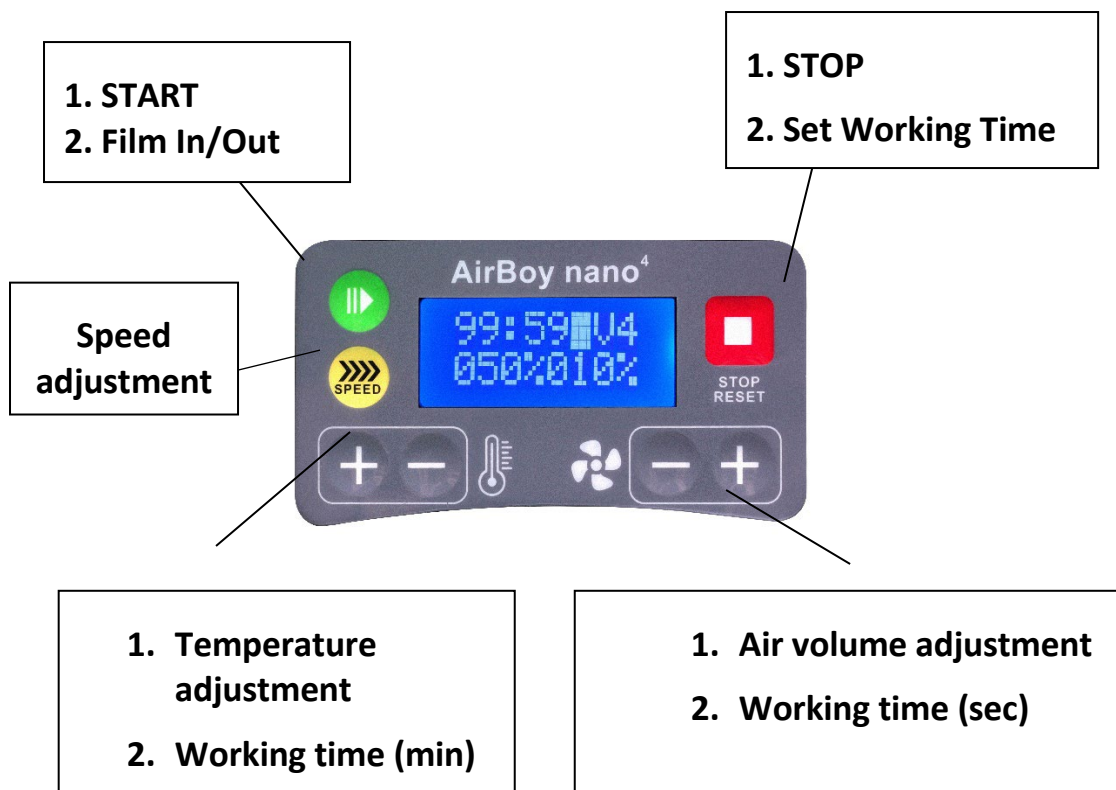 1. START
2. Film In/Out
1. STOP
2. Set Working Time
Speed
adjustment
AirBoy nano⁴
99:59 V4
050%010%
SPEED
STOP
RESET
1. Temperature
adjustment
2. Working time (min)
1. Air volume adjustment
2. Working time (sec)